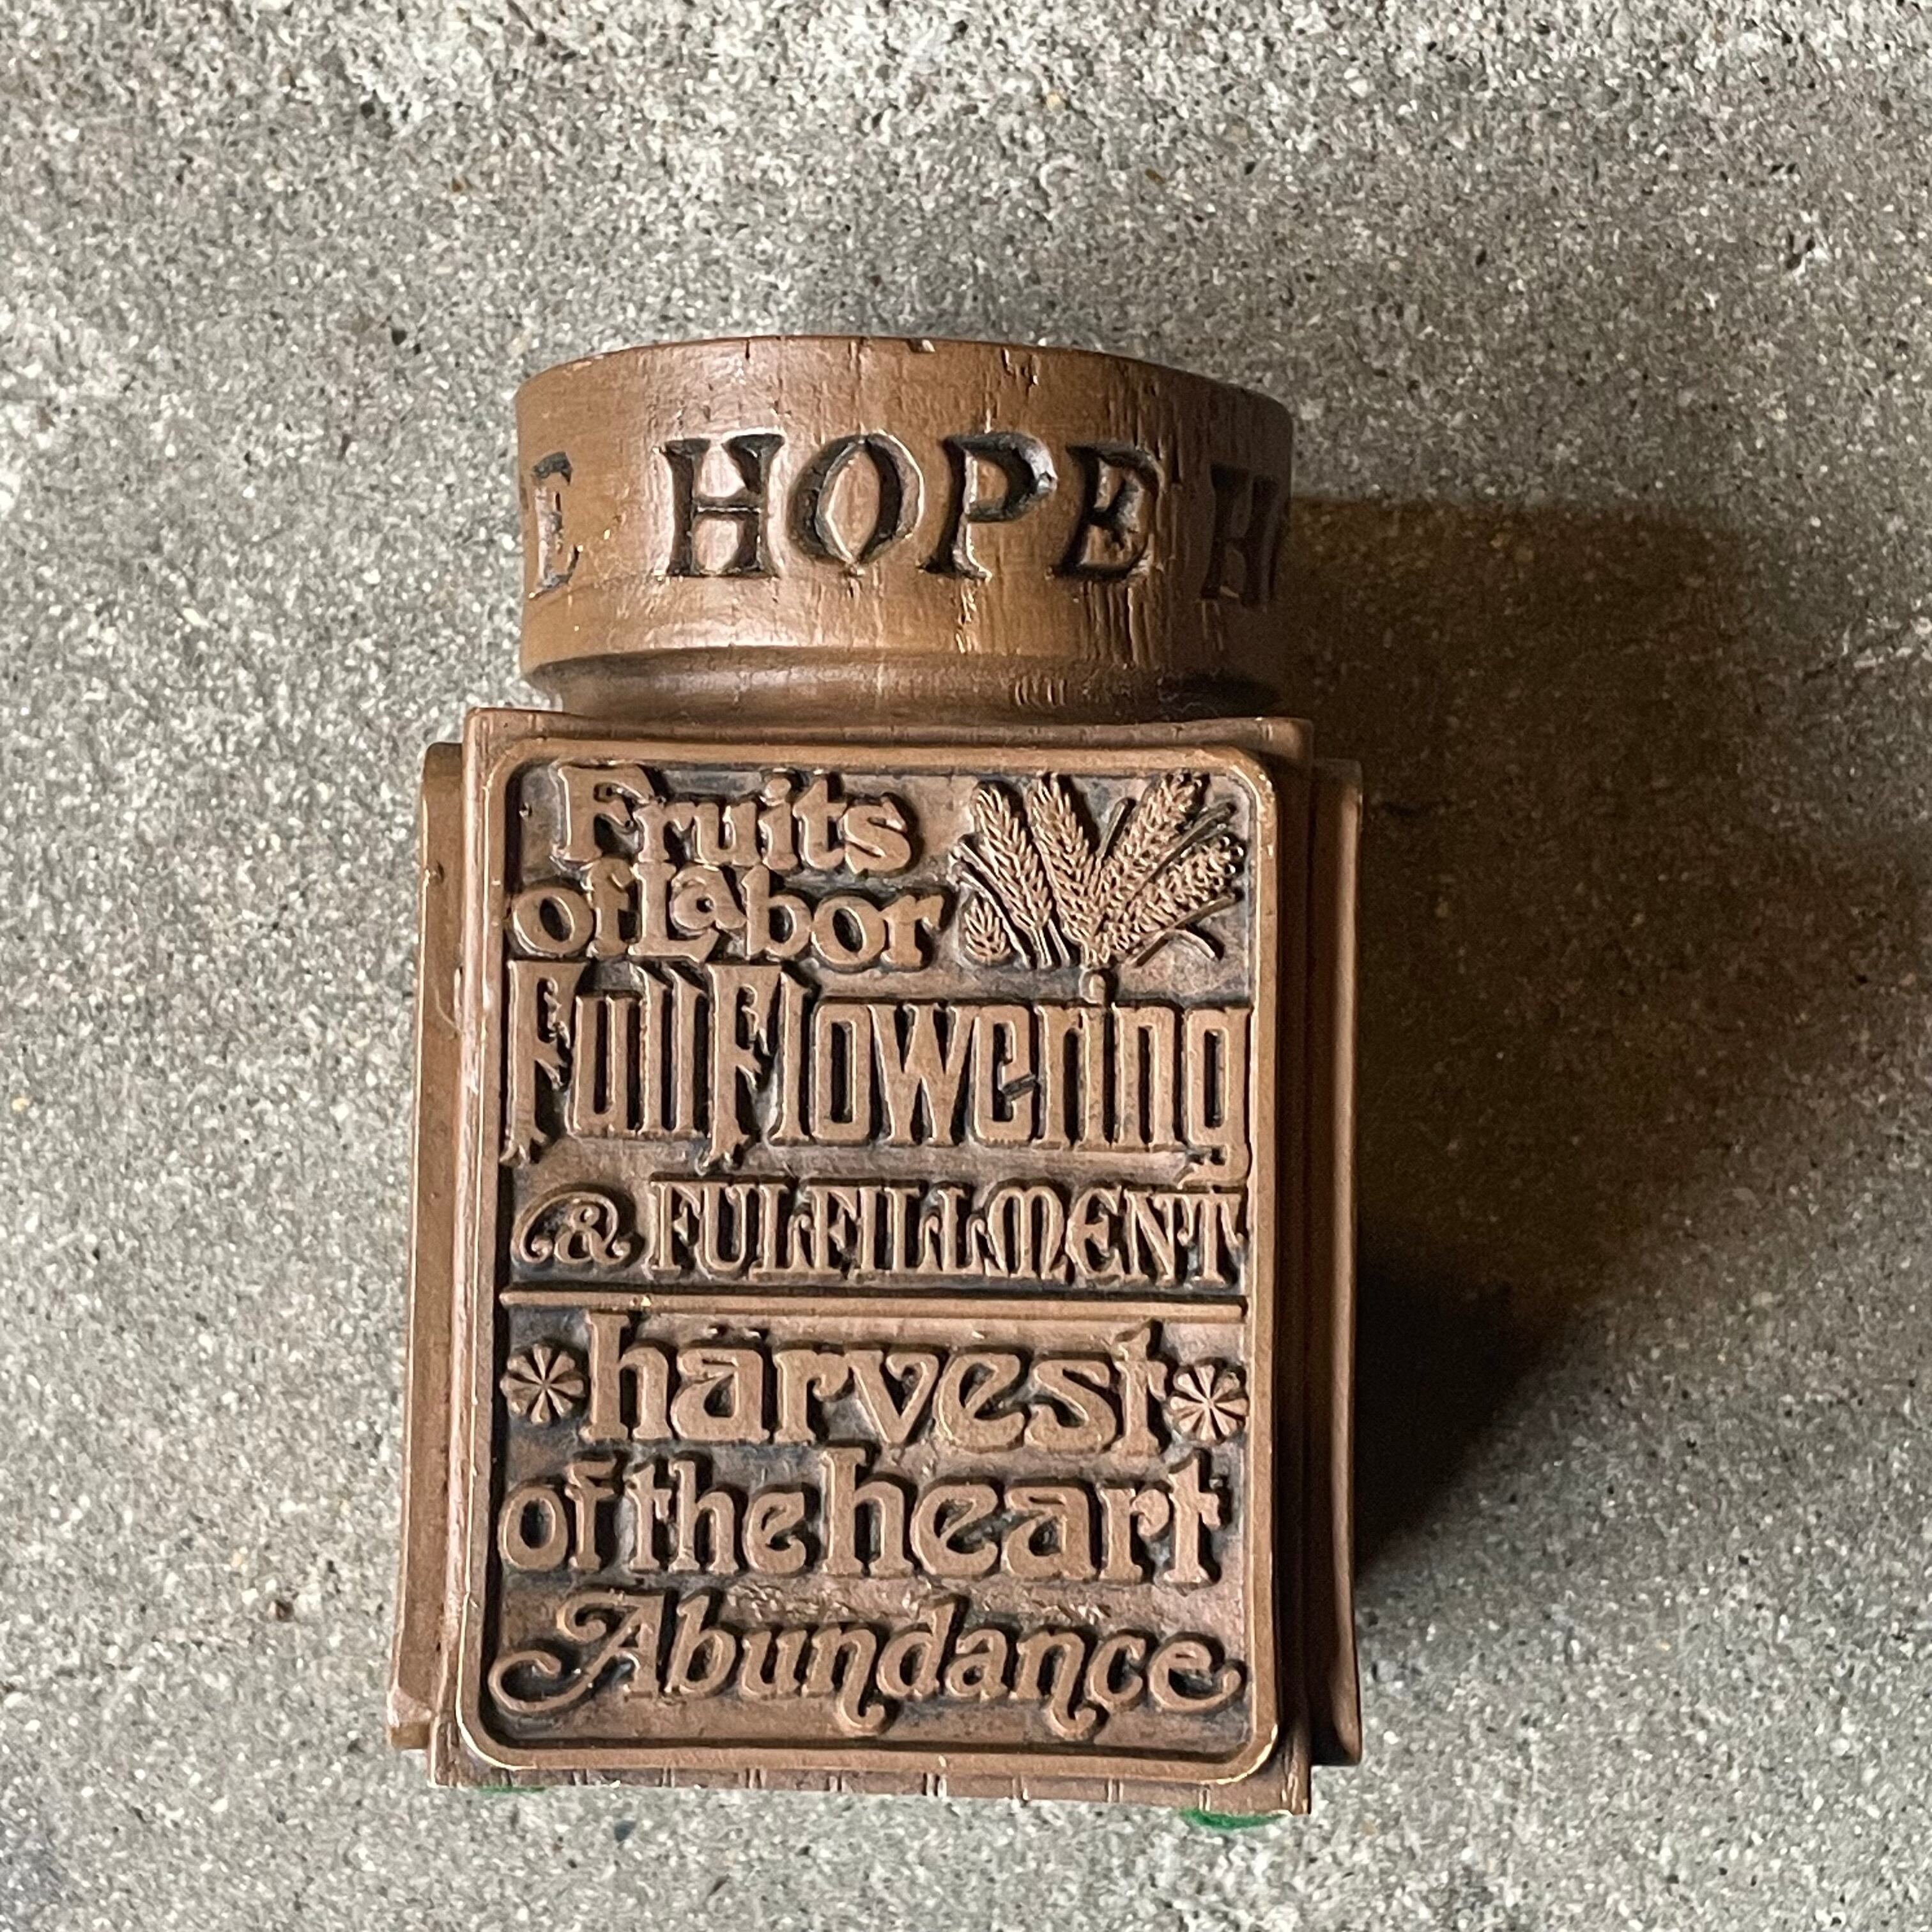 E HOPE H
Fruits
of Labor
Full Flowering
& FULFILLMENT
harvest
of the heart
Abundance